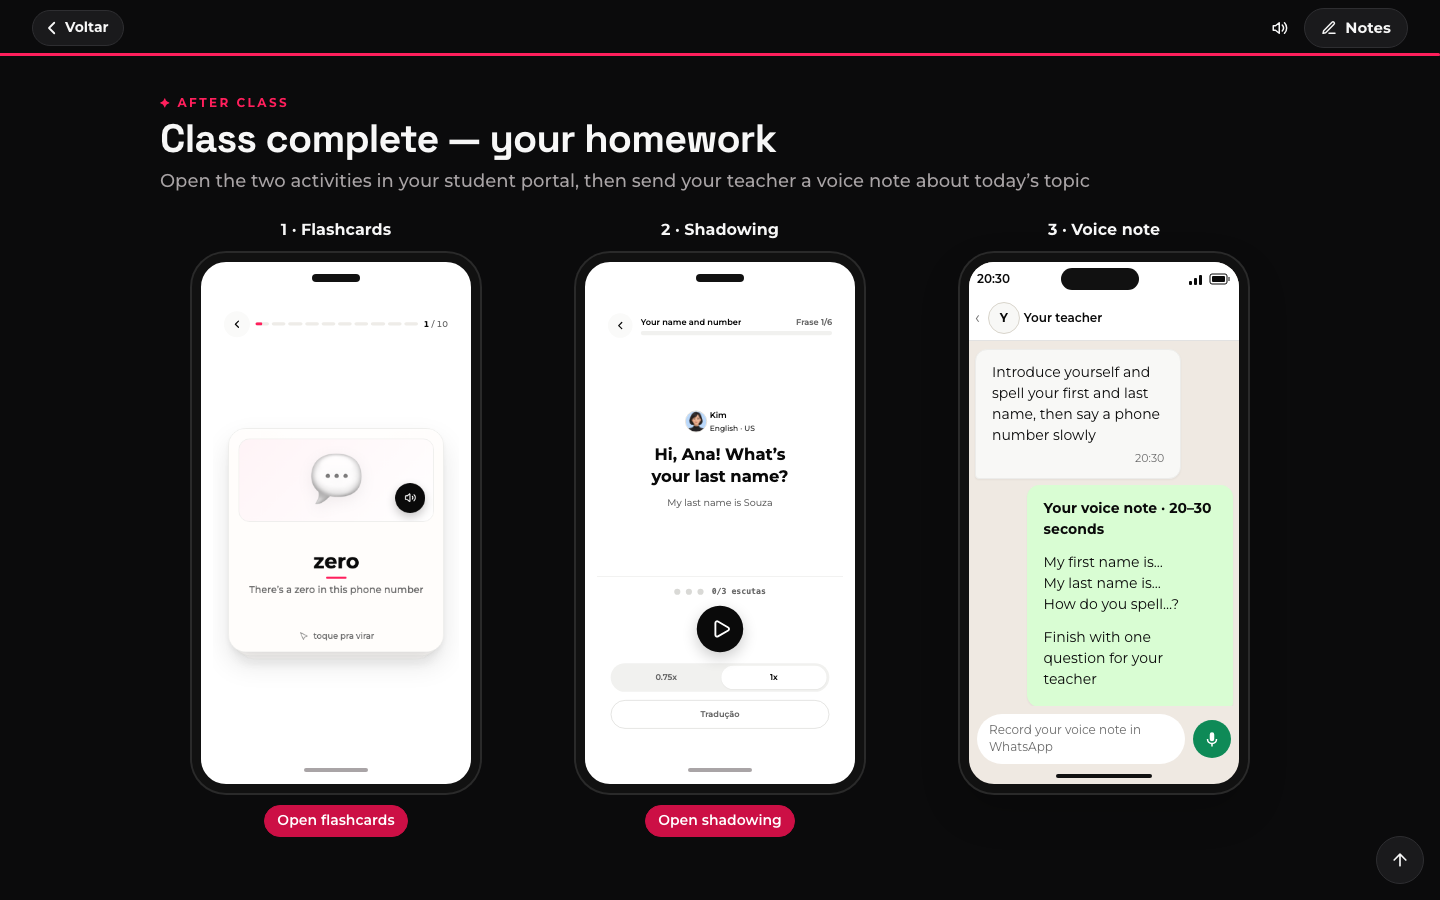 Voltar
Notes
AFTER CLASS
Class complete — your homework
Open the two activities in your student portal, then send your teacher a voice note about today's topic
1 · Flashcards
1 / 10
zero
There's a zero in this phone number
toque pra virar
Open flashcards
2 · Shadowing
Your name and number
Frase 1/6
Kim
English · US
Hi, Ana! What's
your last name?
My last name is Souza
0/3 escutas
0.75x
1x
Tradução
Open shadowing
3 · Voice note
20:30
Y
Your teacher
Introduce yourself and
spell your first and last
name, then say a phone
number slowly
20:30
Your voice note · 20–30
seconds
My first name is...
My last name is...
How do you spell...?
Finish with one
question for your
teacher
Record your voice note in
WhatsApp